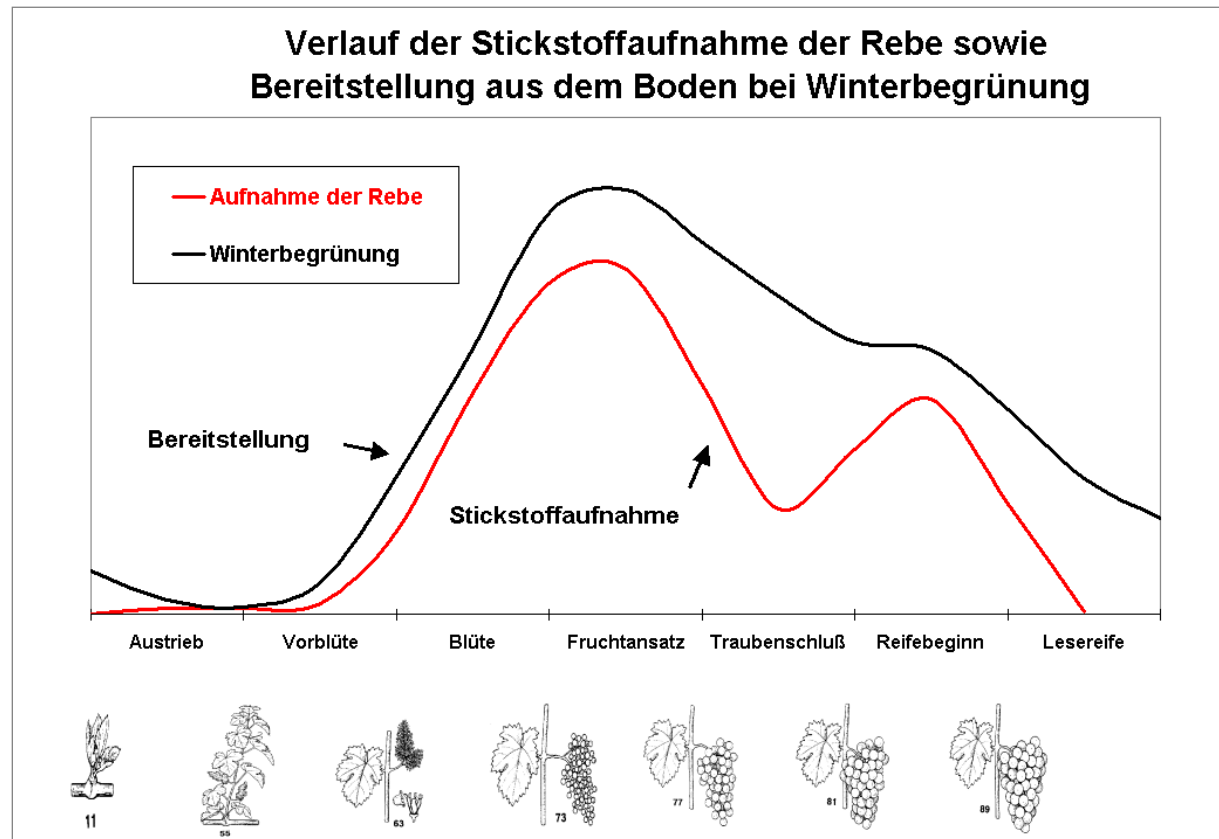 Verlauf der Stickstoffaufnahme der Rebe sowie
Bereitstellung aus dem Boden bei Winterbegrünung
Aufnahme der Rebe
Winterbegrünung
Bereitstellung
Stickstoffaufnahme
Austrieb Vorblüte Blüte Fruchtansatz Traubenschluß Reifebeginn Lesereife
11 55 63 73 77 81 89